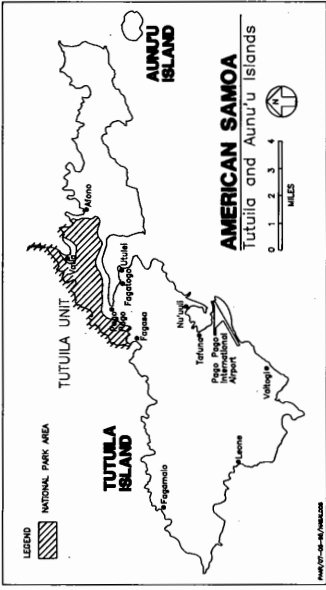 LEGEND
NATIONAL PARK AREA
TUTUILA UNIT
Vatia
Afono
AUNU'U
ISLAND
Pago
Pago
Fagatogo
Utulei
Fagasa
TUTUILA
ISLAND
Fagamalo
Nu'uuli
Tafuna
Pago Pago
International
Airport
Leone
Vaitogi
AMERICAN SAMOA
Tutuila and Aunu'u Islands
0 1 2 3 4
MILES
N